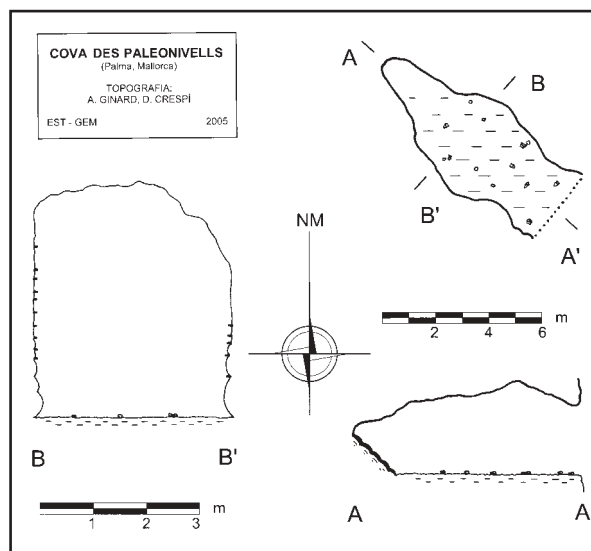 COVA DES PALEONIVELLS
(Palma, Mallorca)
TOPOGRAFIA:
A. GINARD, D. CRESPÍ
EST - GEM 2005
A
B
B'
A'
NM
2 4 6 m
B B'
1 2 3 m
A A